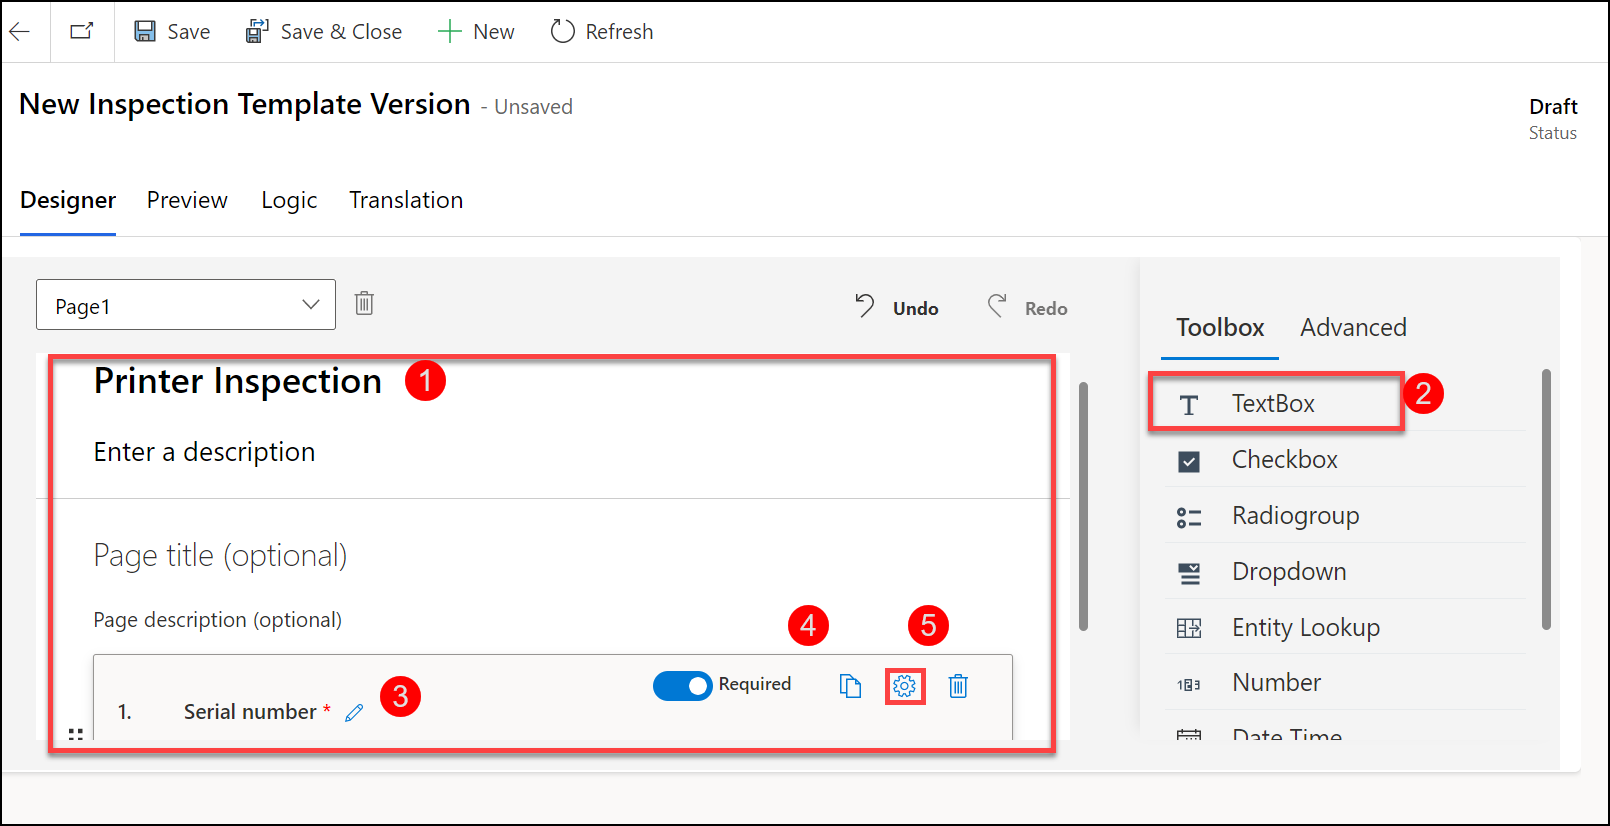 Save
Save & Close
New
Refresh
New Inspection Template Version - Unsaved
Draft
Status
Designer
Preview
Logic
Translation
Page1
Undo
Redo
Toolbox
Advanced
Printer Inspection
1
Enter a description
Page title (optional)
Page description (optional)
4
5
Required
1.
Serial number *
3
TextBox
2
Checkbox
Radiogroup
Dropdown
Entity Lookup
Number
Date Time